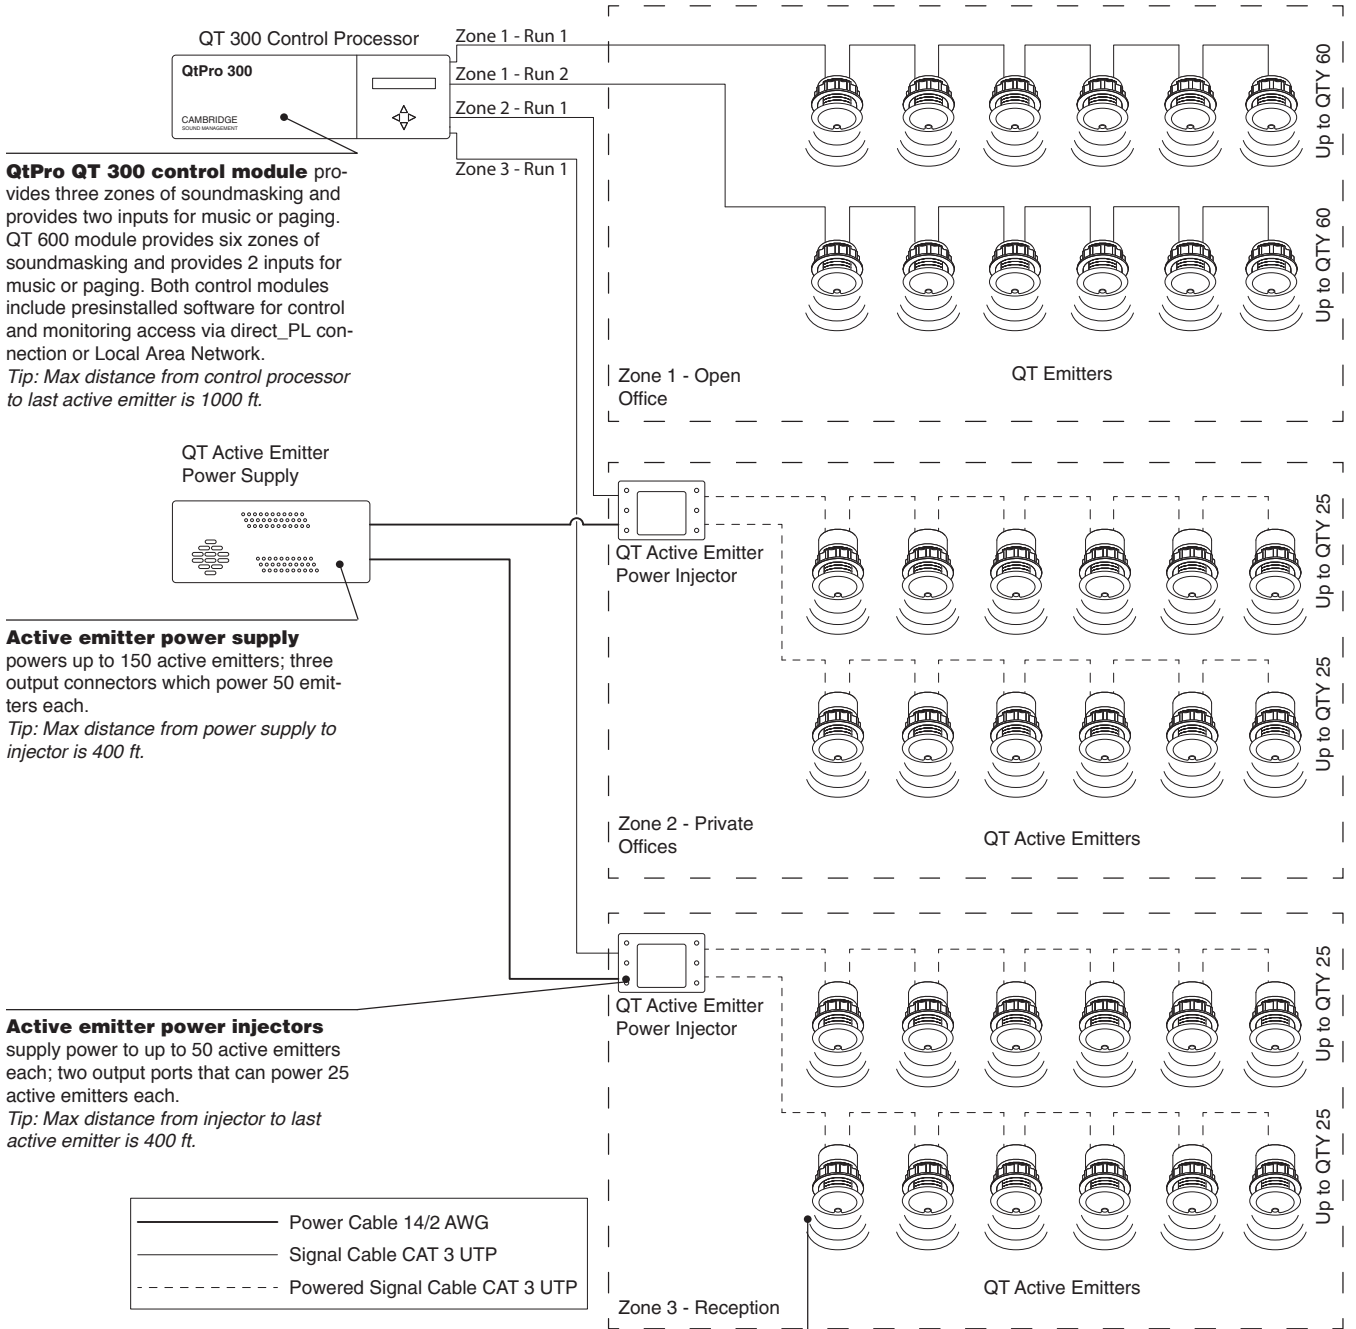 QT 300 Control Processor
QtPro 300
CAMBRIDGE
SOUND MANAGEMENT
Zone 1 - Run 1
Zone 1 - Run 2
Zone 2 - Run 1
Zone 3 - Run 1
QtPro QT 300 control module pro-
vides three zones of soundmasking and
provides two inputs for music or paging.
QT 600 module provides six zones of
soundmasking and provides 2 inputs for
music or paging. Both control modules
include presinstalled software for control
and monitoring access via direct_PL con-
nection or Local Area Network.
Tip: Max distance from control processor
to last active emitter is 1000 ft.
Up to QTY 60
Up to QTY 60
Zone 1 - Open
Office
QT Emitters
QT Active Emitter
Power Supply
Active emitter power supply
powers up to 150 active emitters; three
output connectors which power 50 emit-
ters each.
Tip: Max distance from power supply to
injector is 400 ft.
QT Active Emitter
Power Injector
Up to QTY 25
Up to QTY 25
Zone 2 - Private
Offices
QT Active Emitters
Active emitter power injectors
supply power to up to 50 active emitters
each; two output ports that can power 25
active emitters each.
Tip: Max distance from injector to last
active emitter is 400 ft.
QT Active Emitter
Power Injector
Up to QTY 25
Up to QTY 25
QT Active Emitters
Zone 3 - Reception
Power Cable 14/2 AWG
Signal Cable CAT 3 UTP
Powered Signal Cable CAT 3 UTP